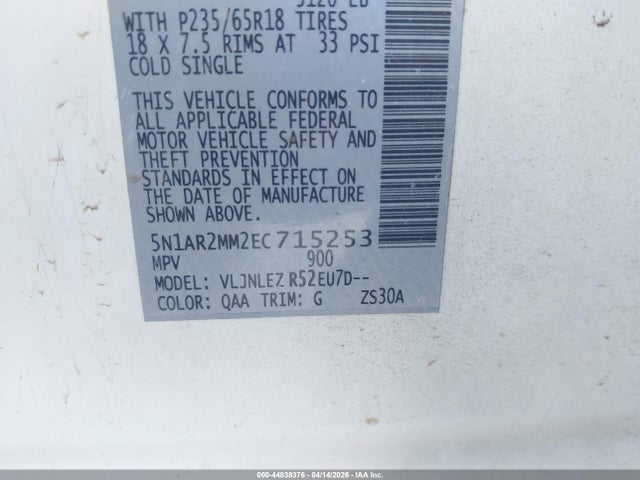 WITH P235/65R18 TIRES
18 X 7.5 RIMS AT 33 PSI
COLD SINGLE
THIS VEHICLE CONFORMS TO
ALL APPLICABLE FEDERAL
MOTOR VEHICLE SAFETY AND
THEFT PREVENTION
STANDARDS IN EFFECT ON
THE DATE OF MANUFACTURE
SHOWN ABOVE.
5N1AR2MM2EC715253
MPV 900
MODEL: VLJNLEZ R52EU7D--
COLOR: QAA TRIM: G ZS30A
000-44838376 - 04/14/2026 - IAA Inc.